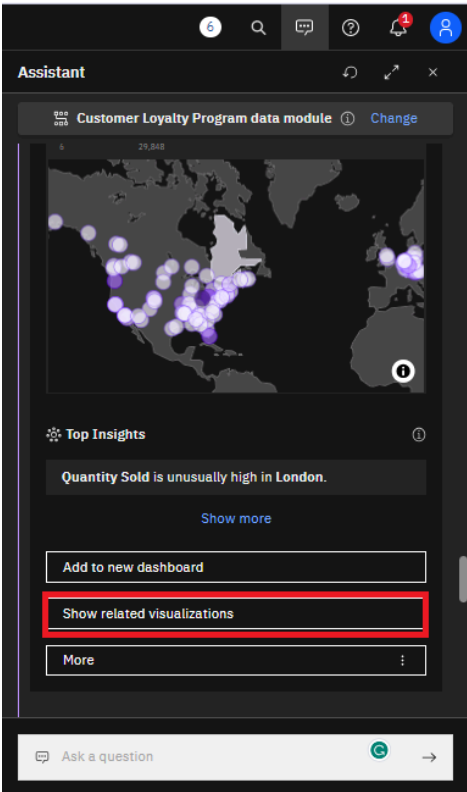 6
1
Assistant
Customer Loyalty Program data module Change
6 29,848
Top Insights
Quantity Sold is unusually high in London.
Show more
Add to new dashboard
Show related visualizations
More
Ask a question